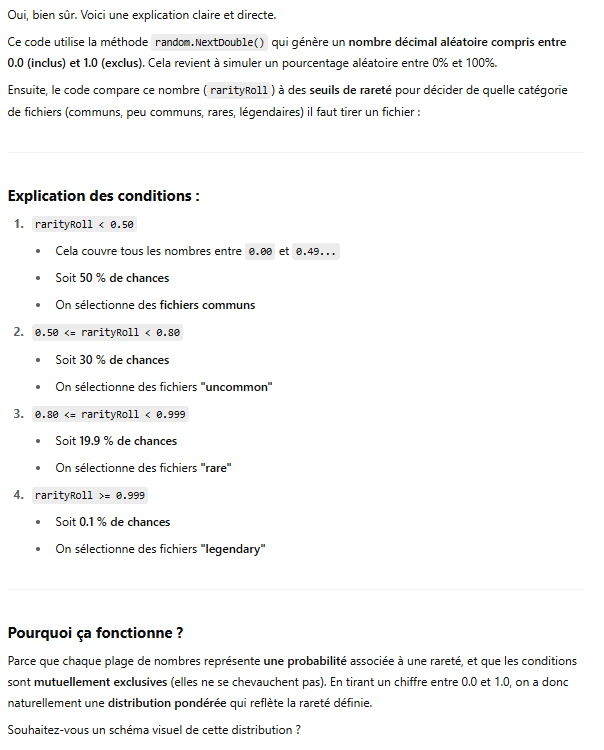 Oui, bien sûr. Voici une explication claire et directe.
Ce code utilise la méthode random.NextDouble() qui génère un nombre décimal aléatoire compris entre
0.0 (inclus) et 1.0 (exclus). Cela revient à simuler un pourcentage aléatoire entre 0% et 100%.
Ensuite, le code compare ce nombre ( rarityRoll ) à des seuils de rareté pour décider de quelle catégorie
de fichiers (communs, peu communs, rares, légendaires) il faut tirer un fichier :
Explication des conditions :
1. rarityRoll < 0.50
• Cela couvre tous les nombres entre 0.00 et 0.49...
• Soit 50 % de chances
• On sélectionne des fichiers communs
2. 0.50 <= rarityRoll < 0.80
• Soit 30 % de chances
• On sélectionne des fichiers "uncommon"
3. 0.80 <= rarityRoll < 0.999
• Soit 19.9 % de chances
• On sélectionne des fichiers "rare"
4. rarityRoll >= 0.999
• Soit 0.1 % de chances
• On sélectionne des fichiers "legendary"
Pourquoi ça fonctionne ?
Parce que chaque plage de nombres représente une probabilité associée à une rareté, et que les conditions
sont mutuellement exclusives (elles ne se chevauchent pas). En tirant un chiffre entre 0.0 et 1.0, on a donc
naturellement une distribution pondérée qui reflète la rareté définie.
Souhaitez-vous un schéma visuel de cette distribution ?